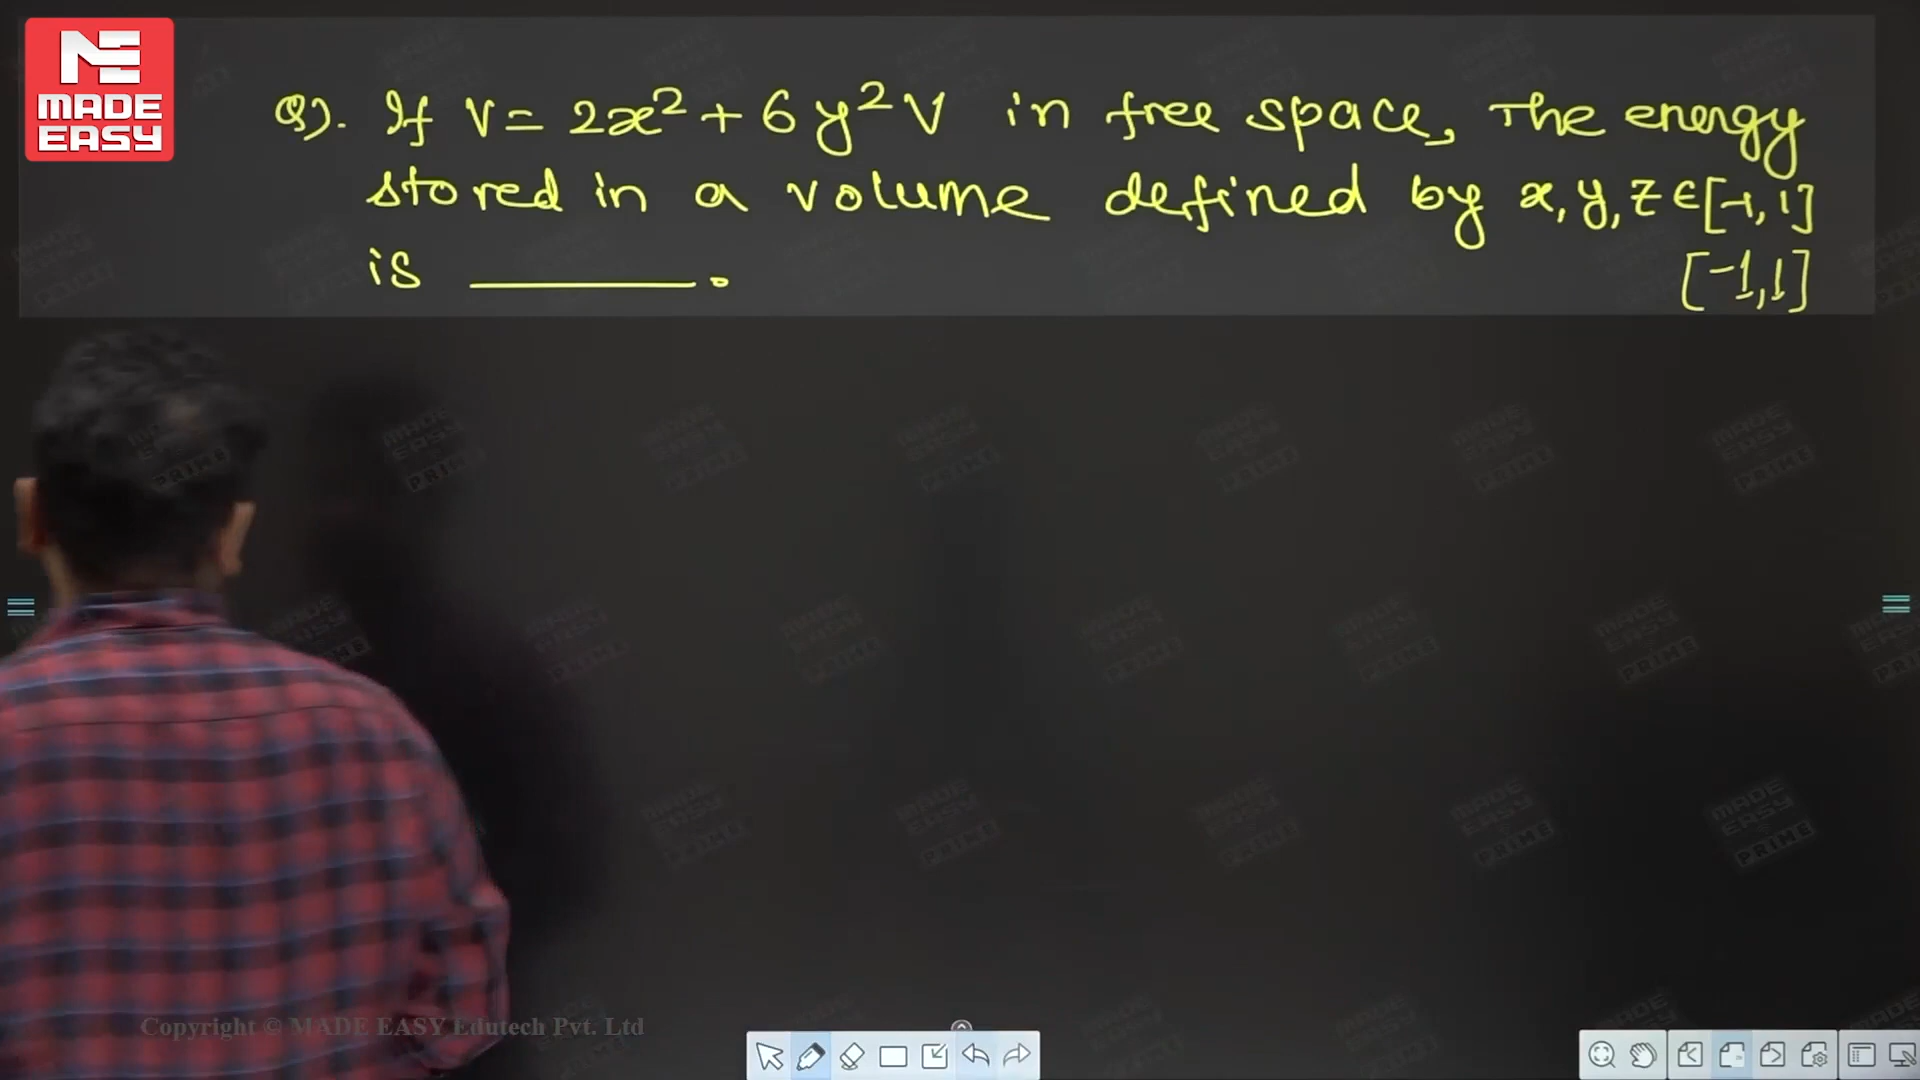 MADE
EASY
Q). If V = 2x² + 6y² V in free space, The energy
stored in a volume defined by x, y, z ∈ [-1, 1]
is ______.
[-1, 1]
Copyright © MADE EASY Edutech Pvt. Ltd